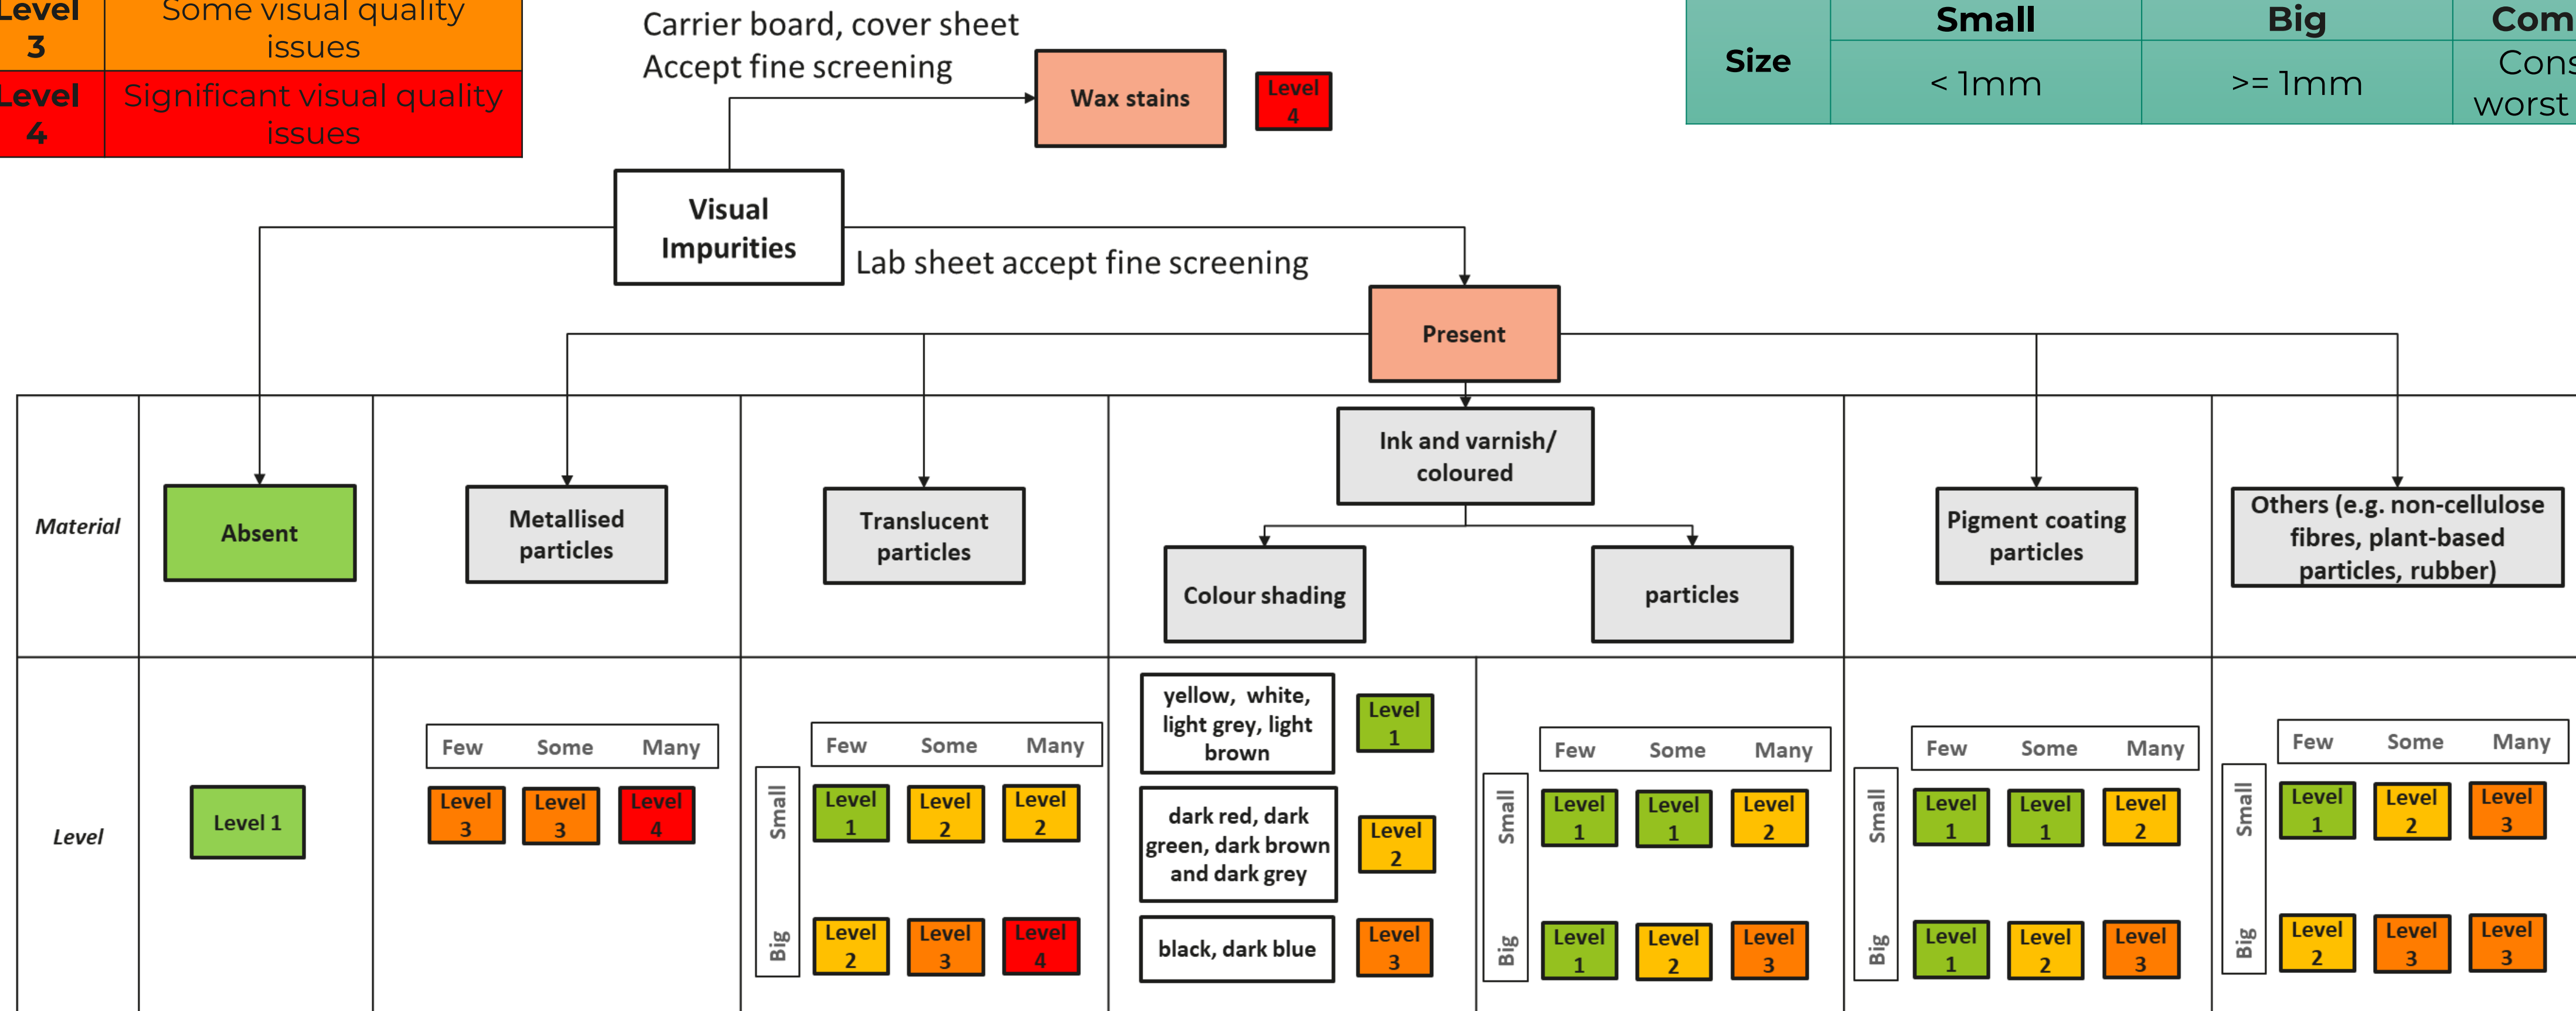 Level
3
Some visual quality
issues
Level
4
Significant visual quality
issues
Carrier board, cover sheet
Accept fine screening
Wax stains
Level
4
Size
Small
Big
< 1mm
>= 1mm
worst
Visual
Impurities
Lab sheet accept fine screening
Present
Material
Absent
Metallised
particles
Translucent
particles
Ink and varnish/
coloured
Colour shading
particles
Pigment coating
particles
Others (e.g. non-cellulose
fibres, plant-based
particles, rubber)
Level
Level 1
Few Some Many
Level
3
Level
3
Level
4
Few Some Many
Small
Level
1
Level
2
Level
2
Big
Level
2
Level
3
Level
4
yellow, white,
light grey, light
brown
Level
1
dark red, dark
green, dark brown
and dark grey
Level
2
black, dark blue
Level
3
Few Some Many
Small
Level
1
Level
1
Level
2
Big
Level
1
Level
2
Level
3
Few Some Many
Small
Level
1
Level
1
Level
2
Big
Level
1
Level
2
Level
3
Few Some Many
Small
Level
1
Level
2
Level
3
Big
Level
2
Level
3
Level
3